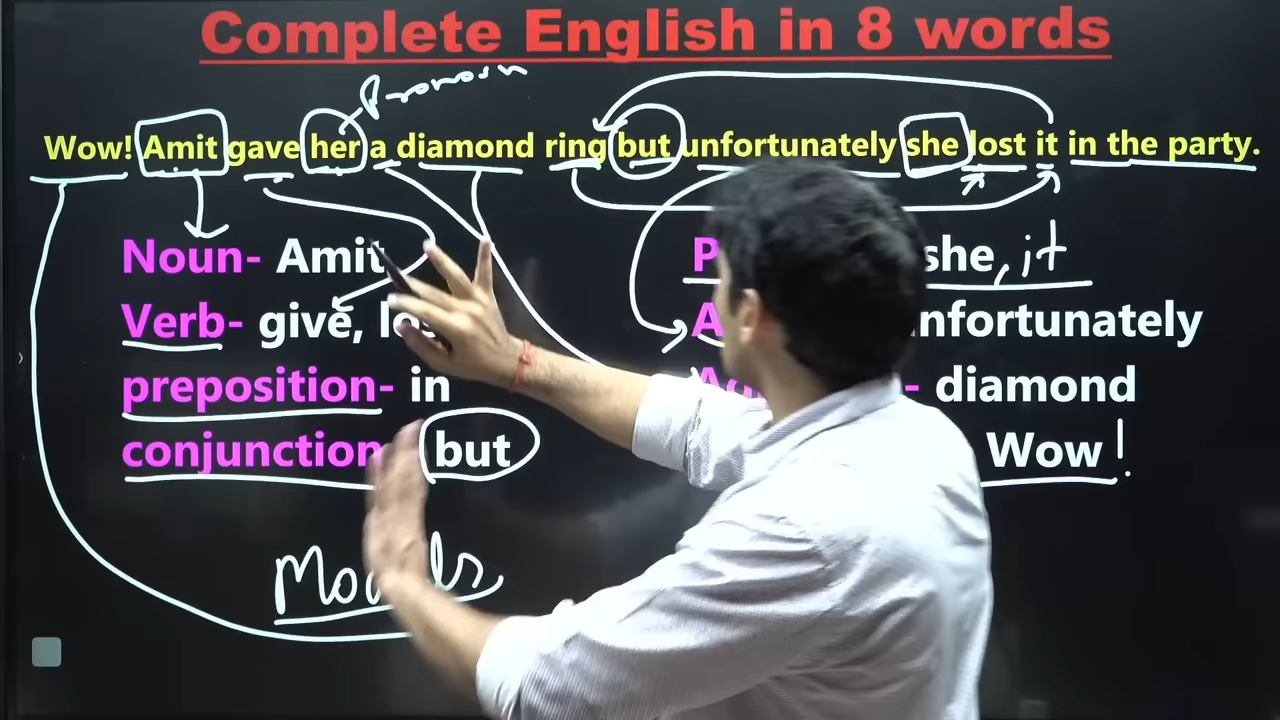 Complete English in 8 words
Pronoun
Wow! Amit gave her a diamond ring but unfortunately she lost it in the party.
Noun- Amit
she, it
Verb- give,
unfortunately
preposition- in
- diamond
conjunction
but
Wow!